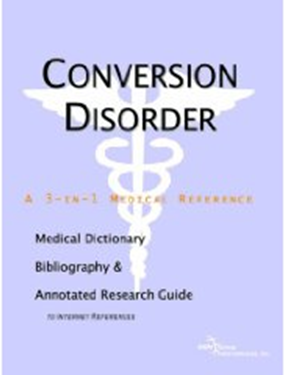 CONVERSION
DISORDER
A 3-IN-1 MEDICAL REFERENCE
Medical Dictionary
Bibliography &
Annotated Research Guide
TO INTERNET REFERENCES